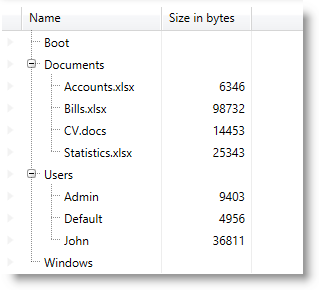 Name Size in bytes
Boot
Documents
Accounts.xlsx 6346
Bills.xlsx 98732
CV.docs 14453
Statistics.xlsx 25343
Users
Admin 9403
Default 4956
John 36811
Windows